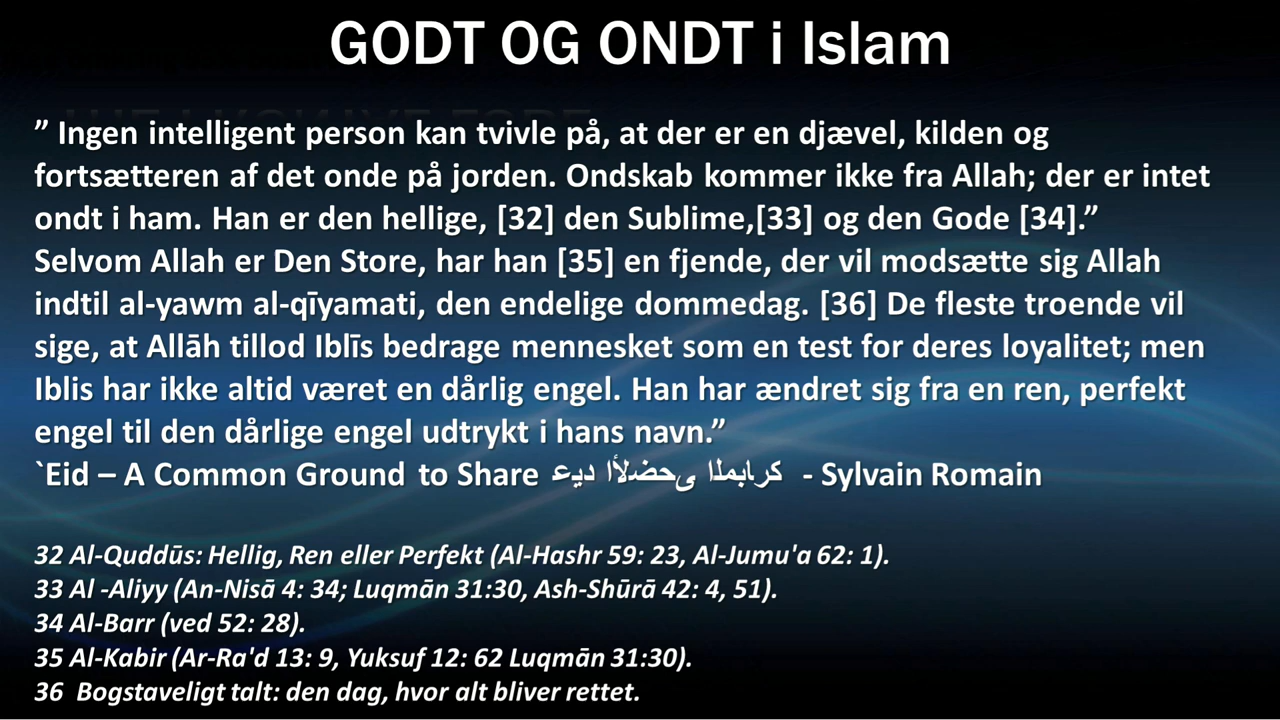 GODT OG ONDT i Islam
” Ingen intelligent person kan tvivle på, at der er en djævel, kilden og
fortsætteren af det onde på jorden. Ondskab kommer ikke fra Allah; der er intet
ondt i ham. Han er den hellige, [32] den Sublime,[33] og den Gode [34].”
Selvom Allah er Den Store, har han [35] en fjende, der vil modsætte sig Allah
indtil al-yawm al-qīyamati, den endelige dommedag. [36] De fleste troende vil
sige, at Allāh tillod Iblīs bedrage mennesket som en test for deres loyalitet; men
Iblis har ikke altid været en dårlig engel. Han har ændret sig fra en ren, perfekt
engel til den dårlige engel udtrykt i hans navn.”
`Eid – A Common Ground to Share عيد الأضحى المبارك - Sylvain Romain
32 Al-Quddūs: Hellig, Ren eller Perfekt (Al-Hashr 59: 23, Al-Jumu'a 62: 1).
33 Al -Aliyy (An-Nisā 4: 34; Luqmān 31:30, Ash-Shūrā 42: 4, 51).
34 Al-Barr (ved 52: 28).
35 Al-Kabir (Ar-Ra'd 13: 9, Yuksuf 12: 62 Luqmān 31:30).
36 Bogstaveligt talt: den dag, hvor alt bliver rettet.